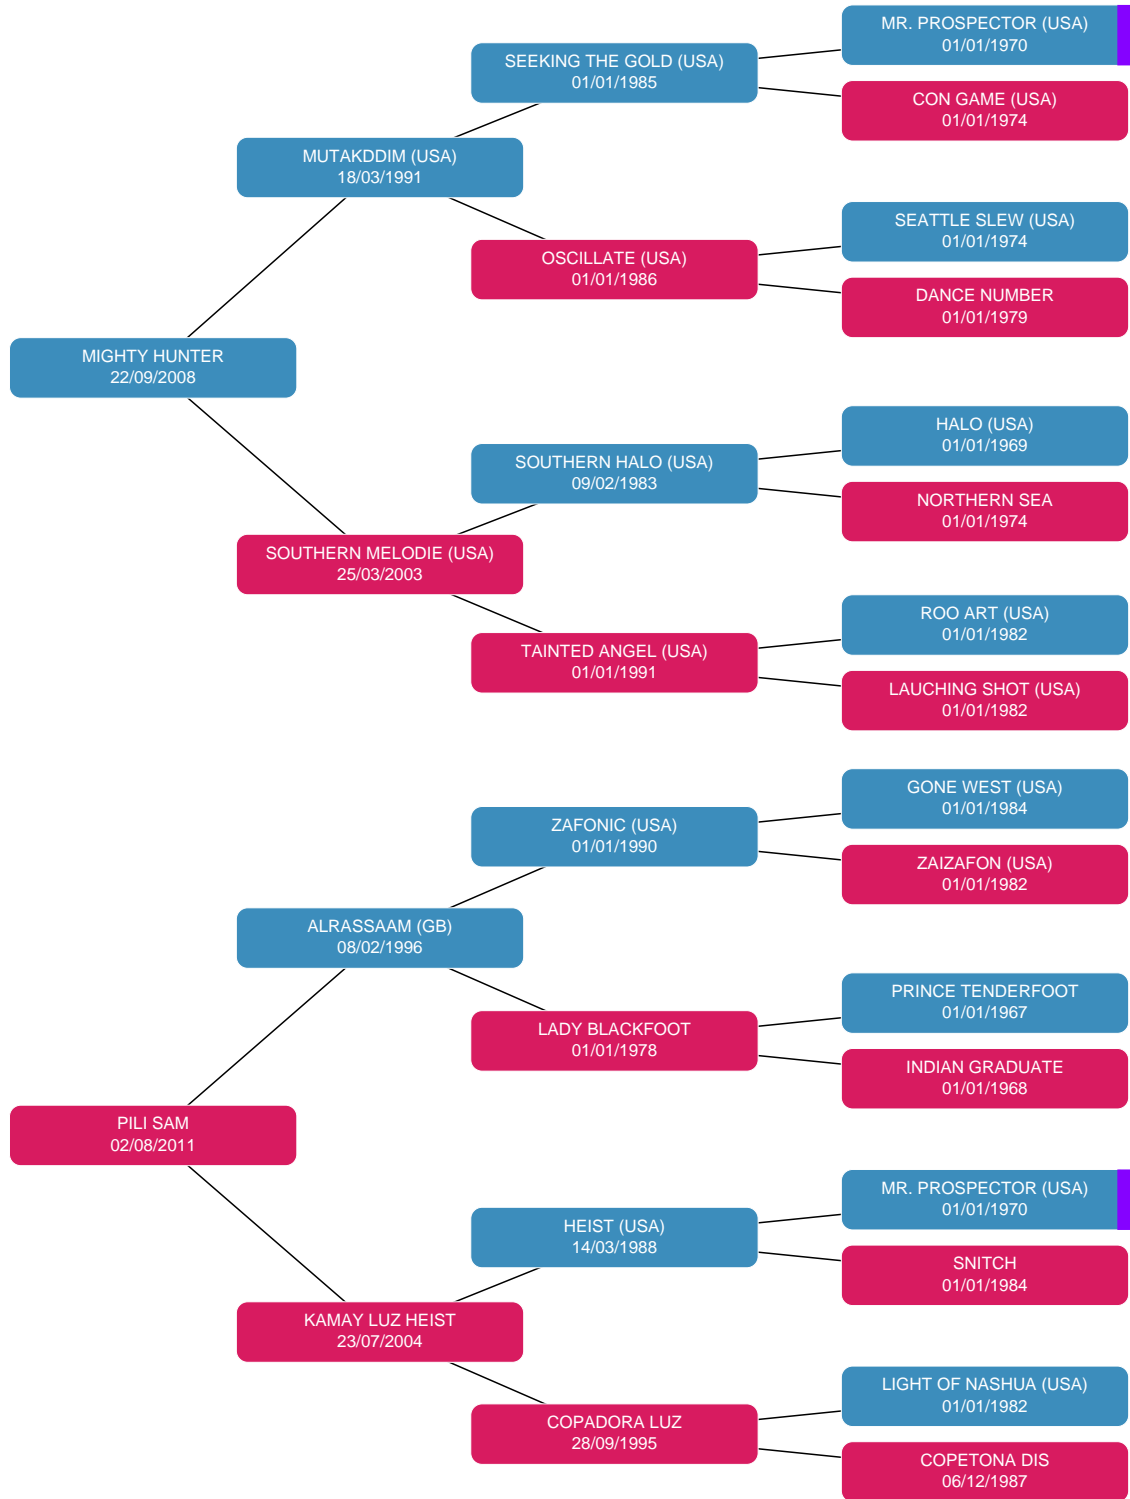 MR. PROSPECTOR (USA)
01/01/1970
SEEKING THE GOLD (USA)
01/01/1985
CON GAME (USA)
01/01/1974
MUTAKDDIM (USA)
18/03/1991
SEATTLE SLEW (USA)
01/01/1974
OSCILLATE (USA)
01/01/1986
DANCE NUMBER
01/01/1979
MIGHTY HUNTER
22/09/2008
HALO (USA)
01/01/1969
SOUTHERN HALO (USA)
09/02/1983
NORTHERN SEA
01/01/1974
SOUTHERN MELODIE (USA)
25/03/2003
ROO ART (USA)
01/01/1982
TAINTED ANGEL (USA)
01/01/1991
LAUCHING SHOT (USA)
01/01/1982
GONE WEST (USA)
01/01/1984
ZAFONIC (USA)
01/01/1990
ZAIZAFON (USA)
01/01/1982
ALRASSAAM (GB)
08/02/1996
PRINCE TENDERFOOT
01/01/1967
LADY BLACKFOOT
01/01/1978
INDIAN GRADUATE
01/01/1968
PILI SAM
02/08/2011
MR. PROSPECTOR (USA)
01/01/1970
HEIST (USA)
14/03/1988
SNITCH
01/01/1984
KAMAY LUZ HEIST
23/07/2004
LIGHT OF NASHUA (USA)
01/01/1982
COPADORA LUZ
28/09/1995
COPETONA DIS
06/12/1987